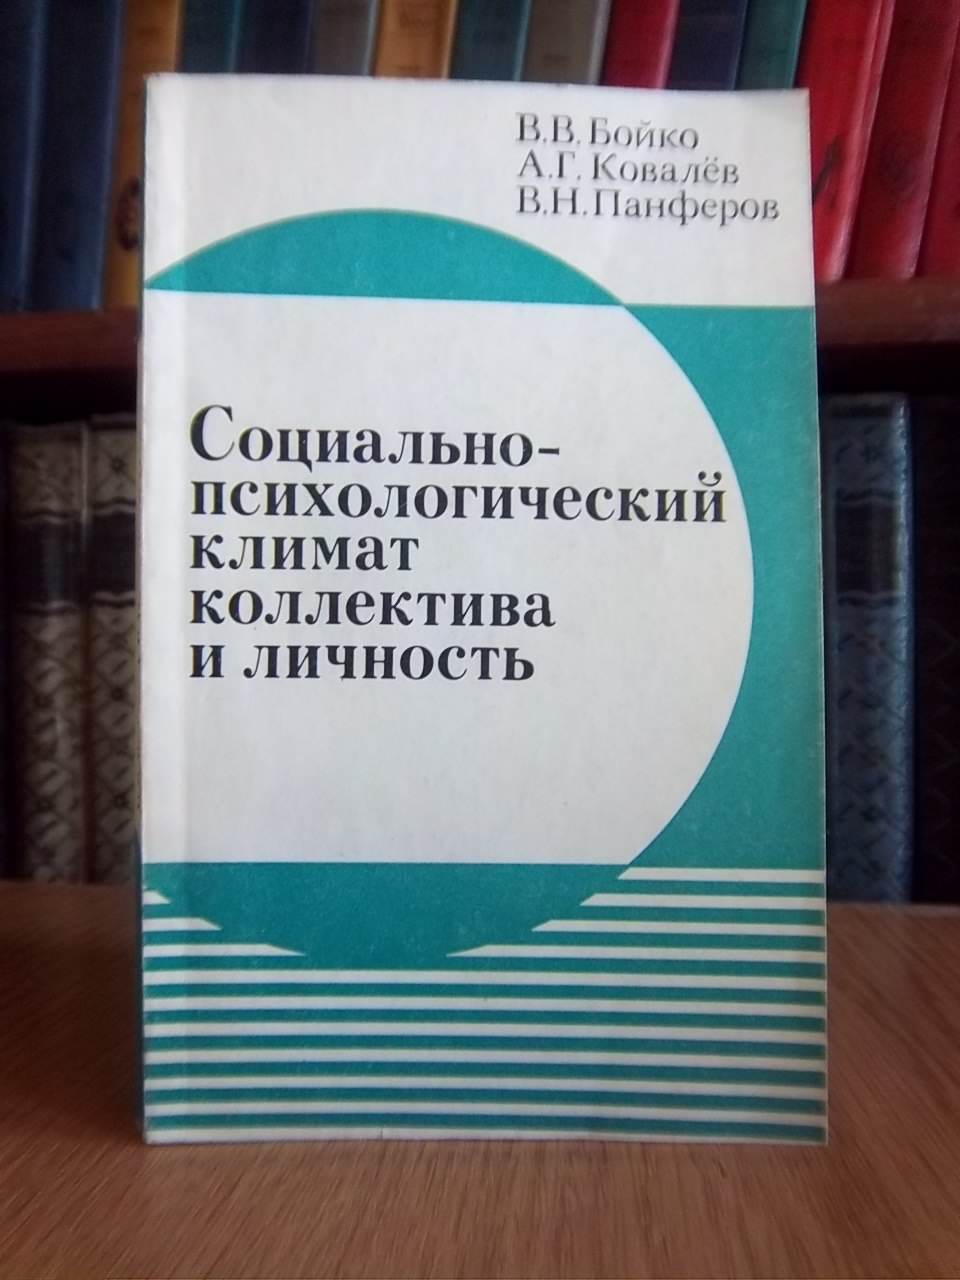 В.В. Бойко
А.Г. Ковалёв
В.Н. Панферов
Социально-
психологический
климат
коллектива
и личность